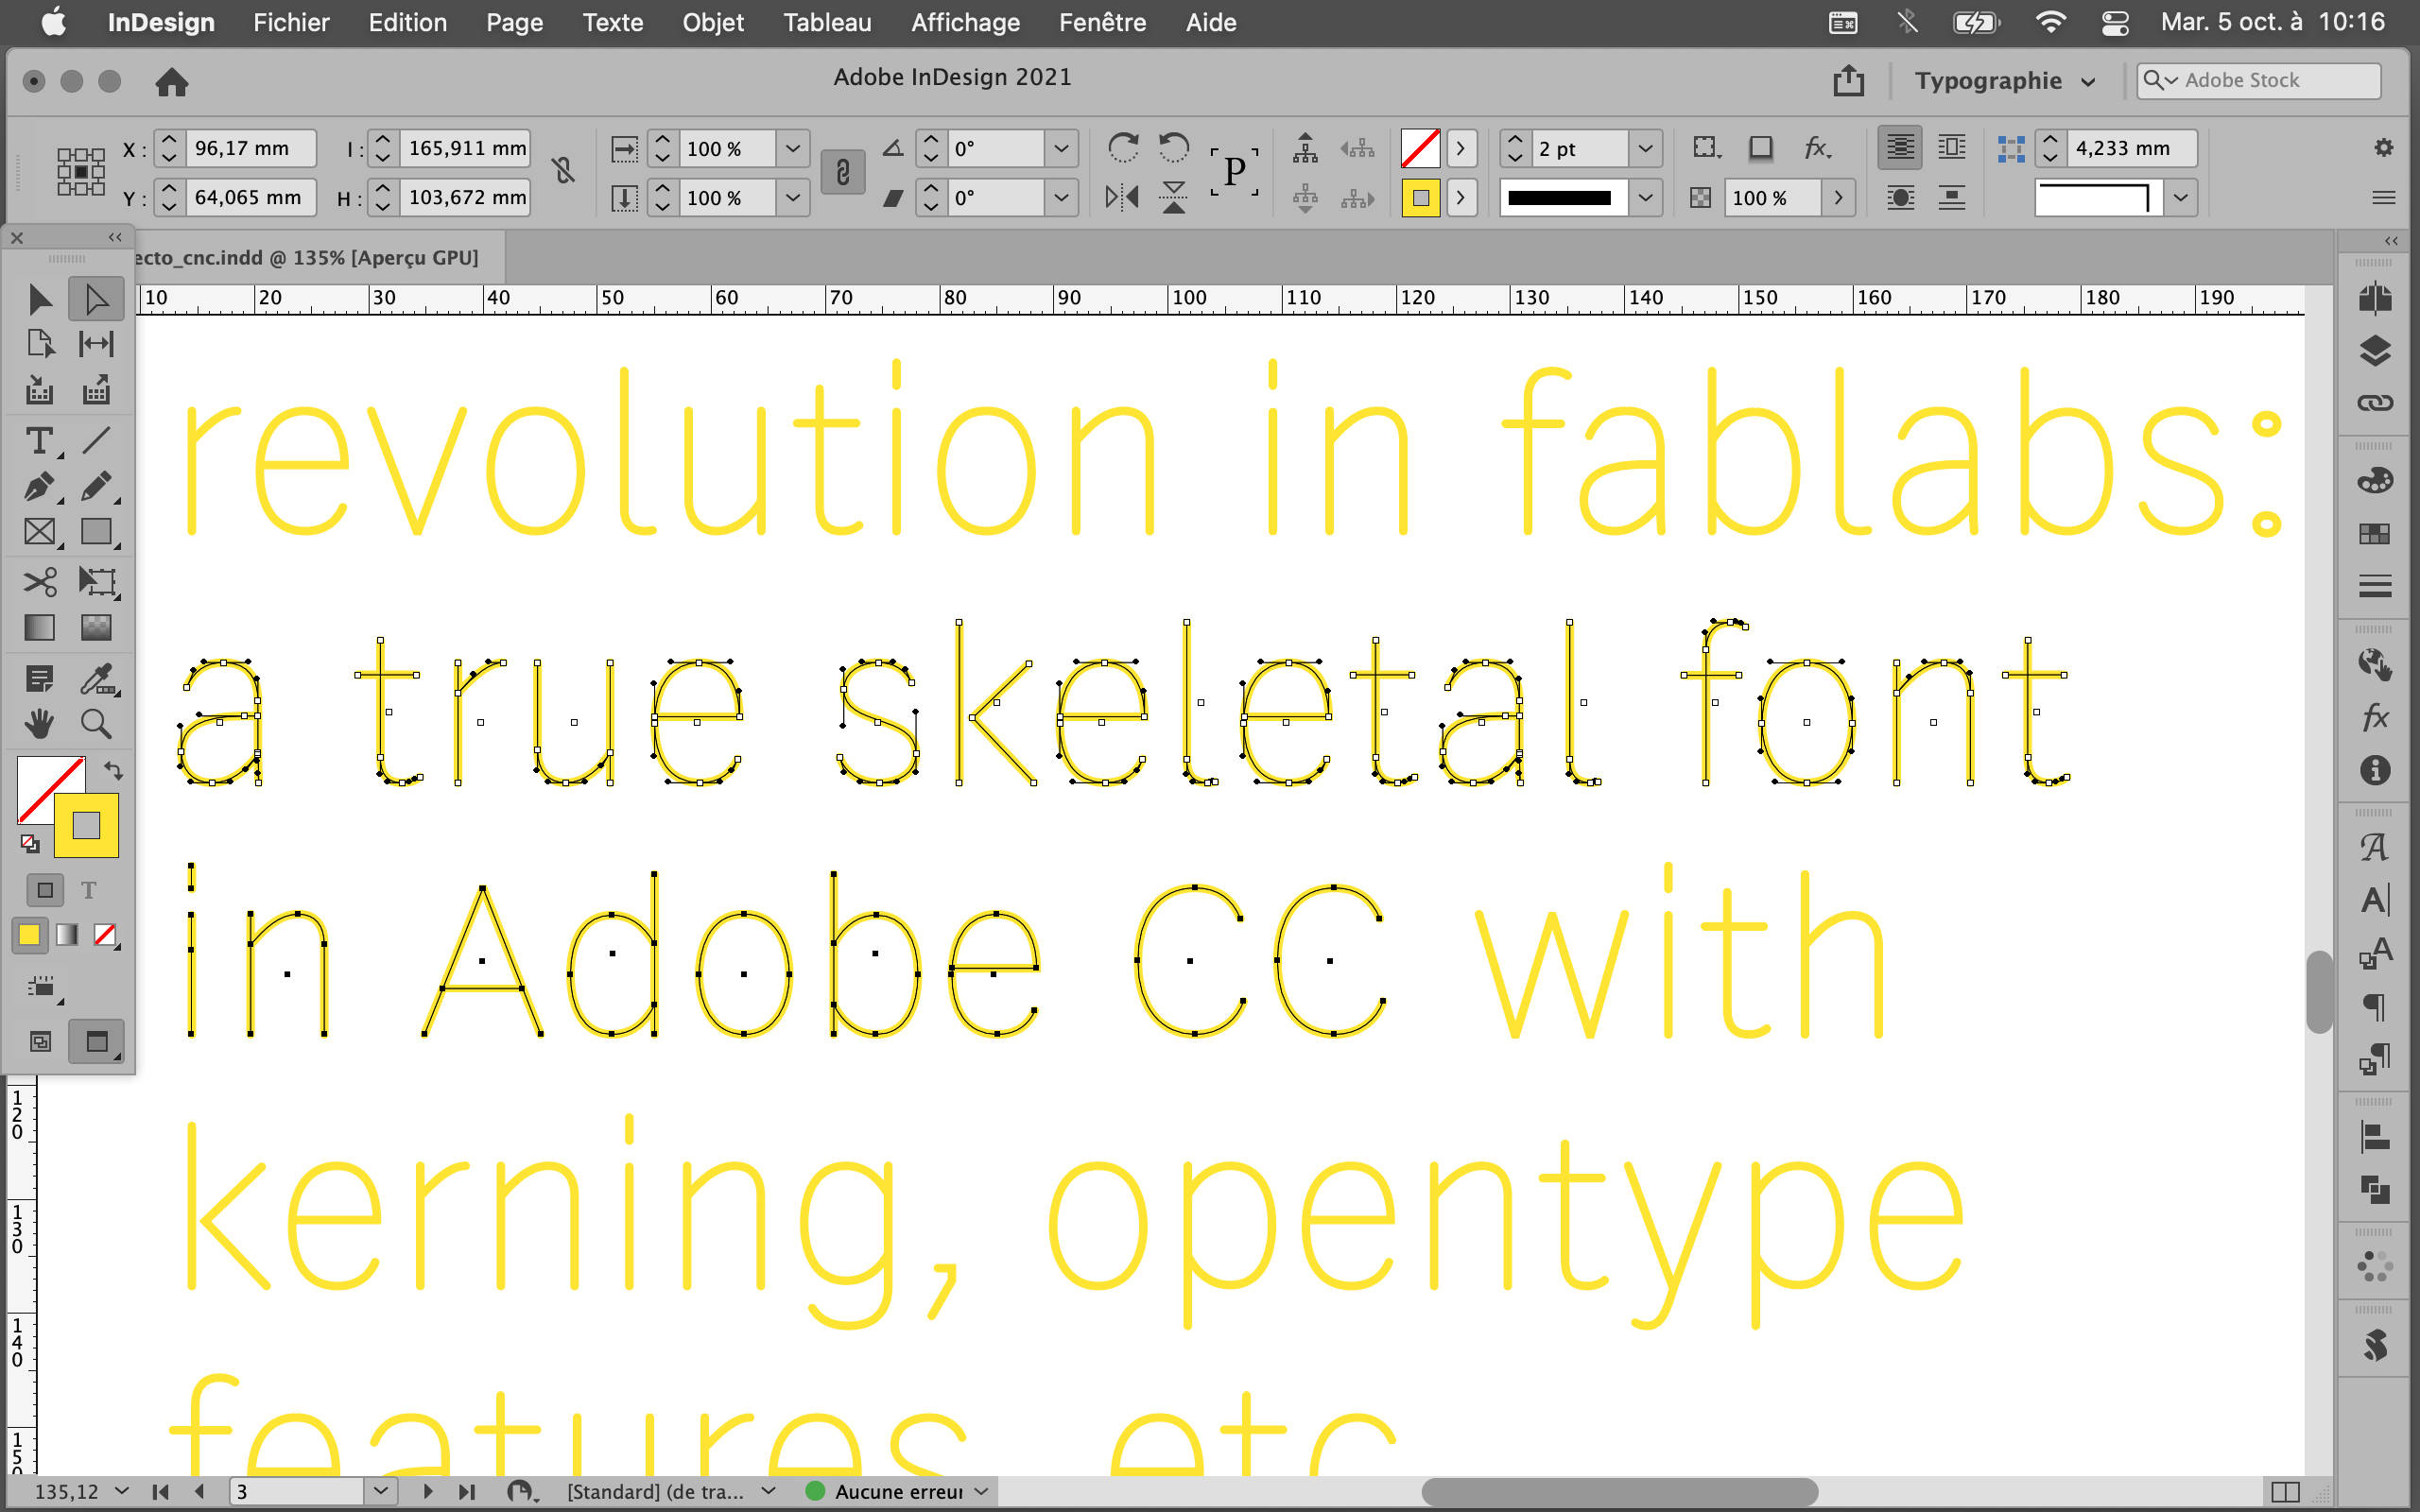 InDesign Fichier Edition Page Texte Objet Tableau Affichage Fenêtre Aide Mar. 5 oct. à 10:16
Adobe InDesign 2021 Typographie Adobe Stock
X : 96,17 mm I : 165,911 mm 100 % 0° P fx. 2 pt 4,233 mm
Y : 64,065 mm H : 103,672 mm 100 % 0° 100 %
ecto_cnc.indd @ 135% [Aperçu GPU]
10 20 30 40 50 60 70 80 90 100 110 120 130 140 150 160 170 180 190
revolution in fablabs:
a true skeletal font
in Adobe CC with
kerning, opentype
features etc
120
130
140
150
135,12 3 [Standard] (de tra... Aucune erreur